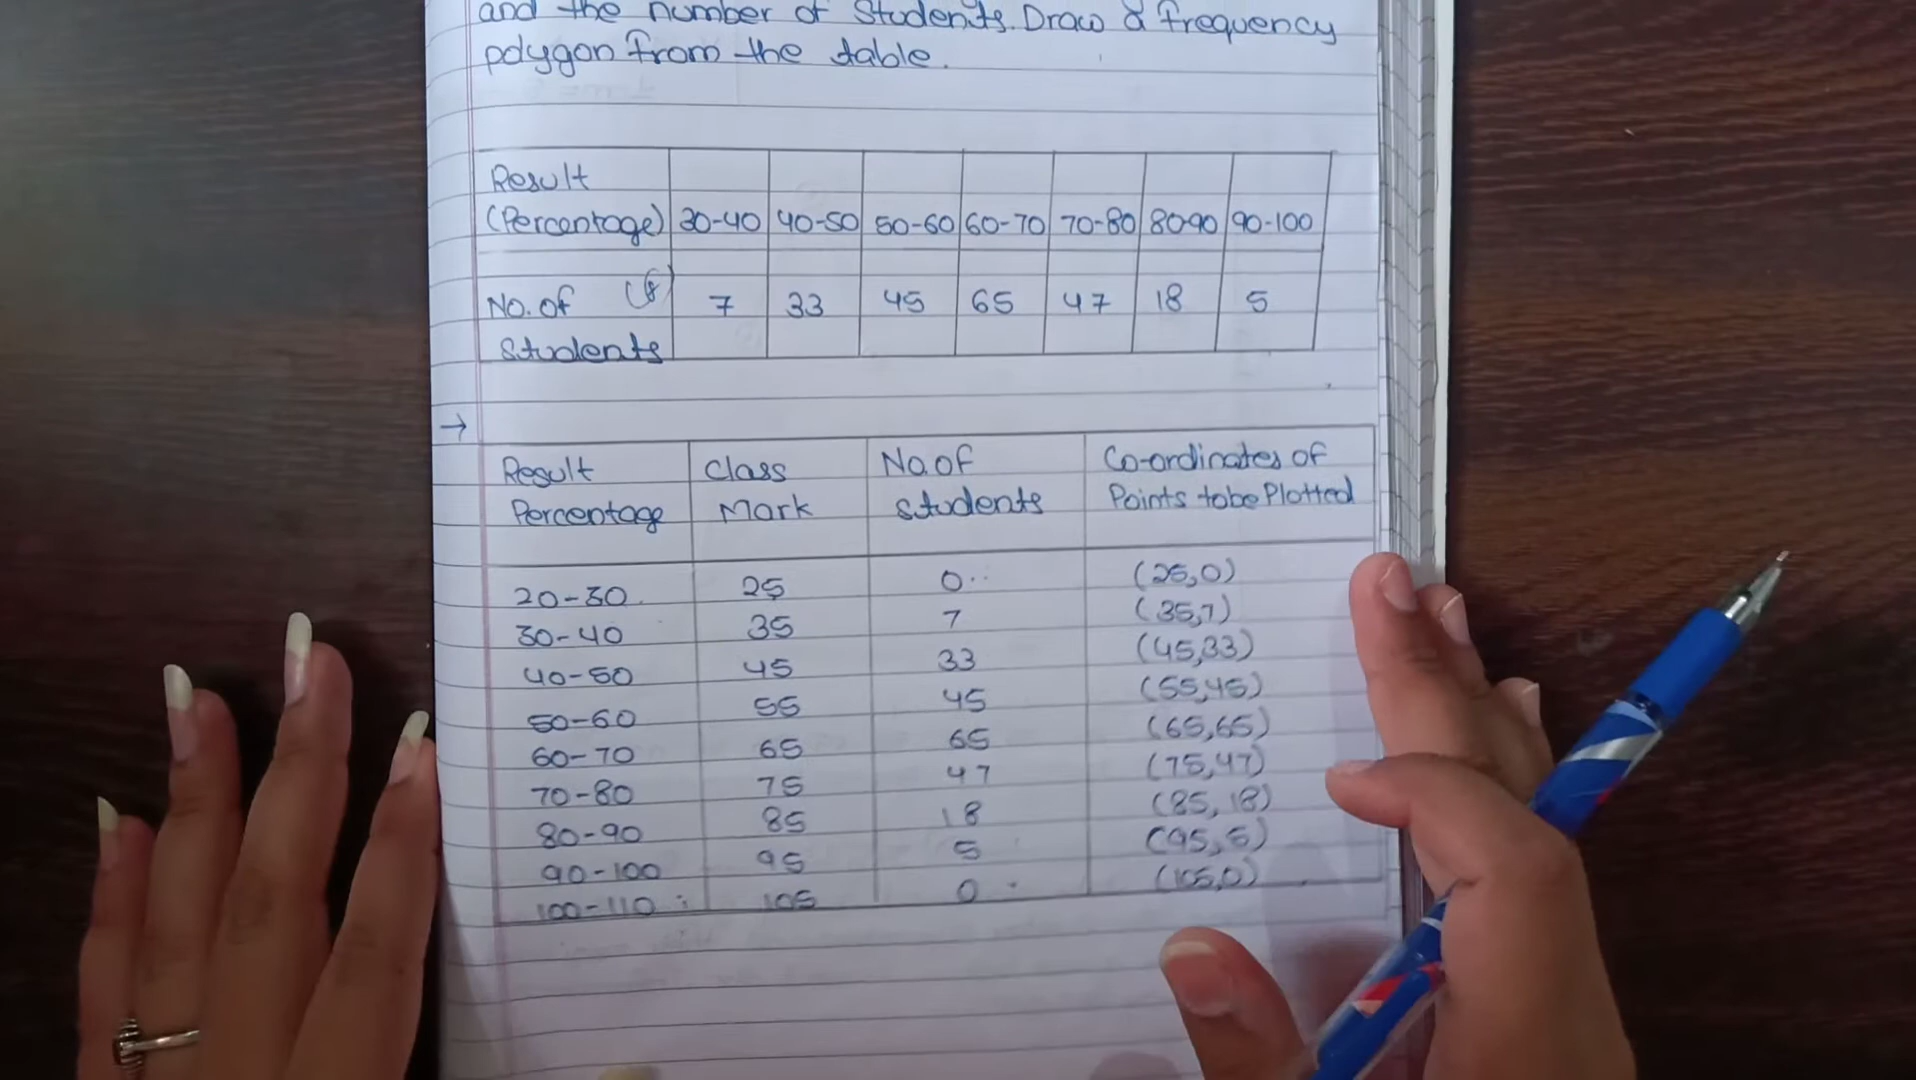 and the number of Students. Draw a frequency
polygon from the table.
Result
(Percentage) 30-40 40-50 50-60 60-70 70-80 80-90 90-100
No. of (f) 7 33 45 65 47 18 5
Students
→
Result Class No. of Co-ordinates of
Percentage Mark students Points to be Plotted
20-30 25 0 (25,0)
30-40 35 7 (35,7)
40-50 45 33 (45,33)
50-60 55 45 (55,45)
60-70 65 65 (65,65)
70-80 75 47 (75,47)
80-90 85 18 (85,18)
90-100 95 5 (95,5)
100-110 105 0 (105,0)